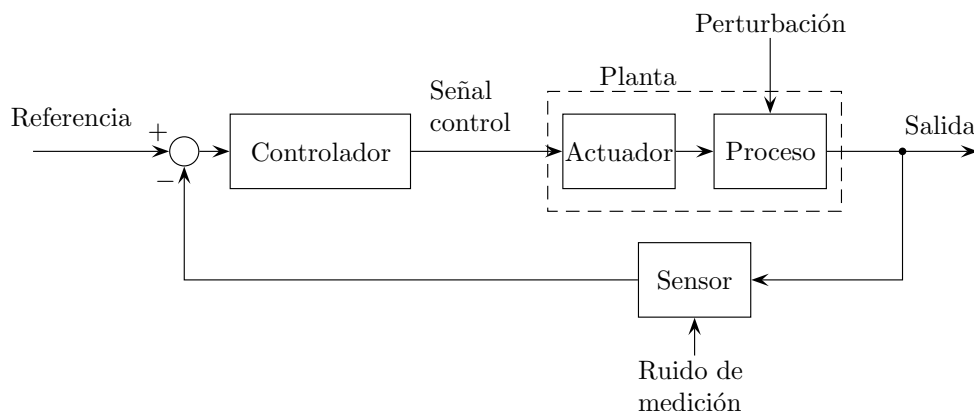 Perturbación
Planta
Señal
control
Referencia
Salida
+
Controlador
Actuador
Proceso
−
Sensor
Ruido de
medición